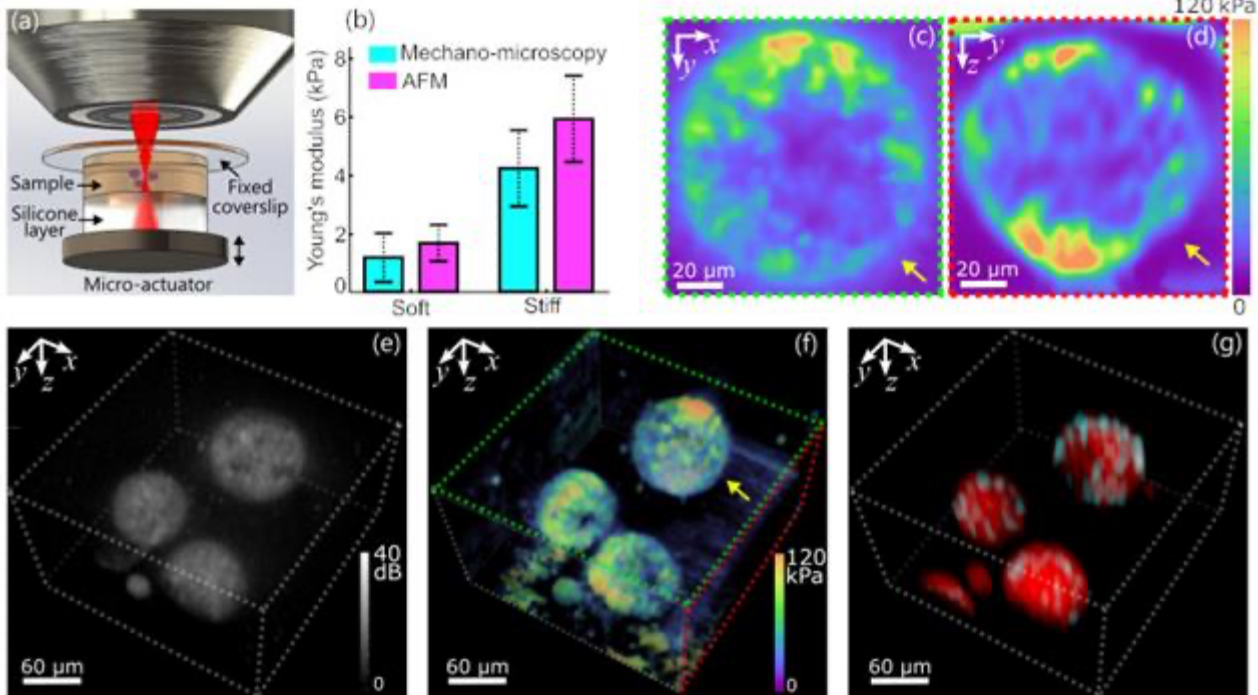 (a)
Sample
Silicone
layer
Fixed
coverslip
Micro-actuator
(b)
Young's modulus (kPa)
8
6
4
2
0
Mechano-microscopy
AFM
Soft
Stiff
(c)
x
y
20 µm
(d)
y
z
20 µm
120 kPa
0
(e)
y
z
x
60 µm
40
dB
0
(f)
y
z
x
60 µm
120
kPa
0
(g)
y
z
x
60 µm